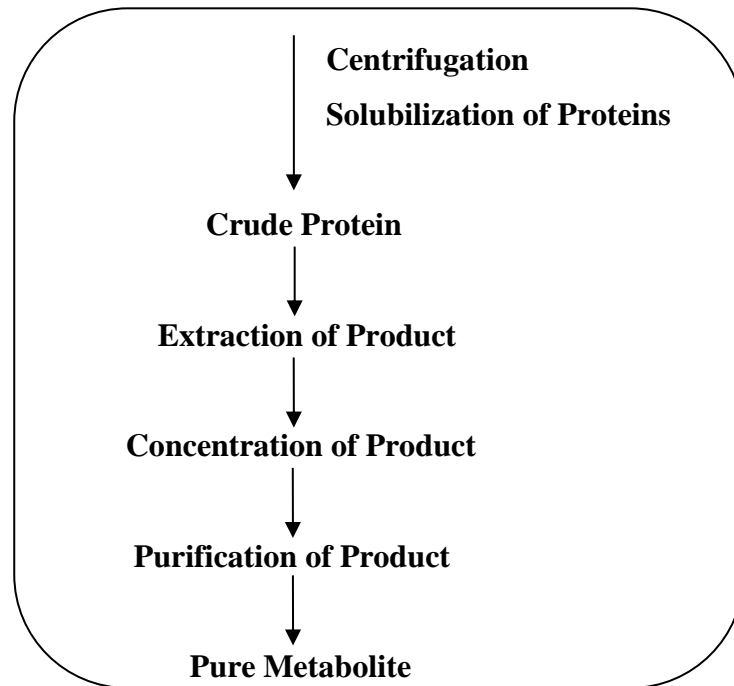 Centrifugation
Solubilization of Proteins
Crude Protein
Extraction of Product
Concentration of Product
Purification of Product
Pure Metabolite